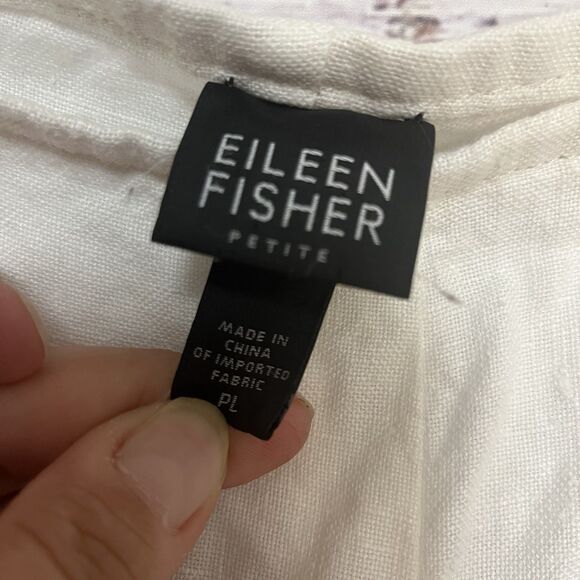 EILEEN
FISHER
PETITE
MADE IN
CHINA
OF IMPORTED
FABRIC
PL